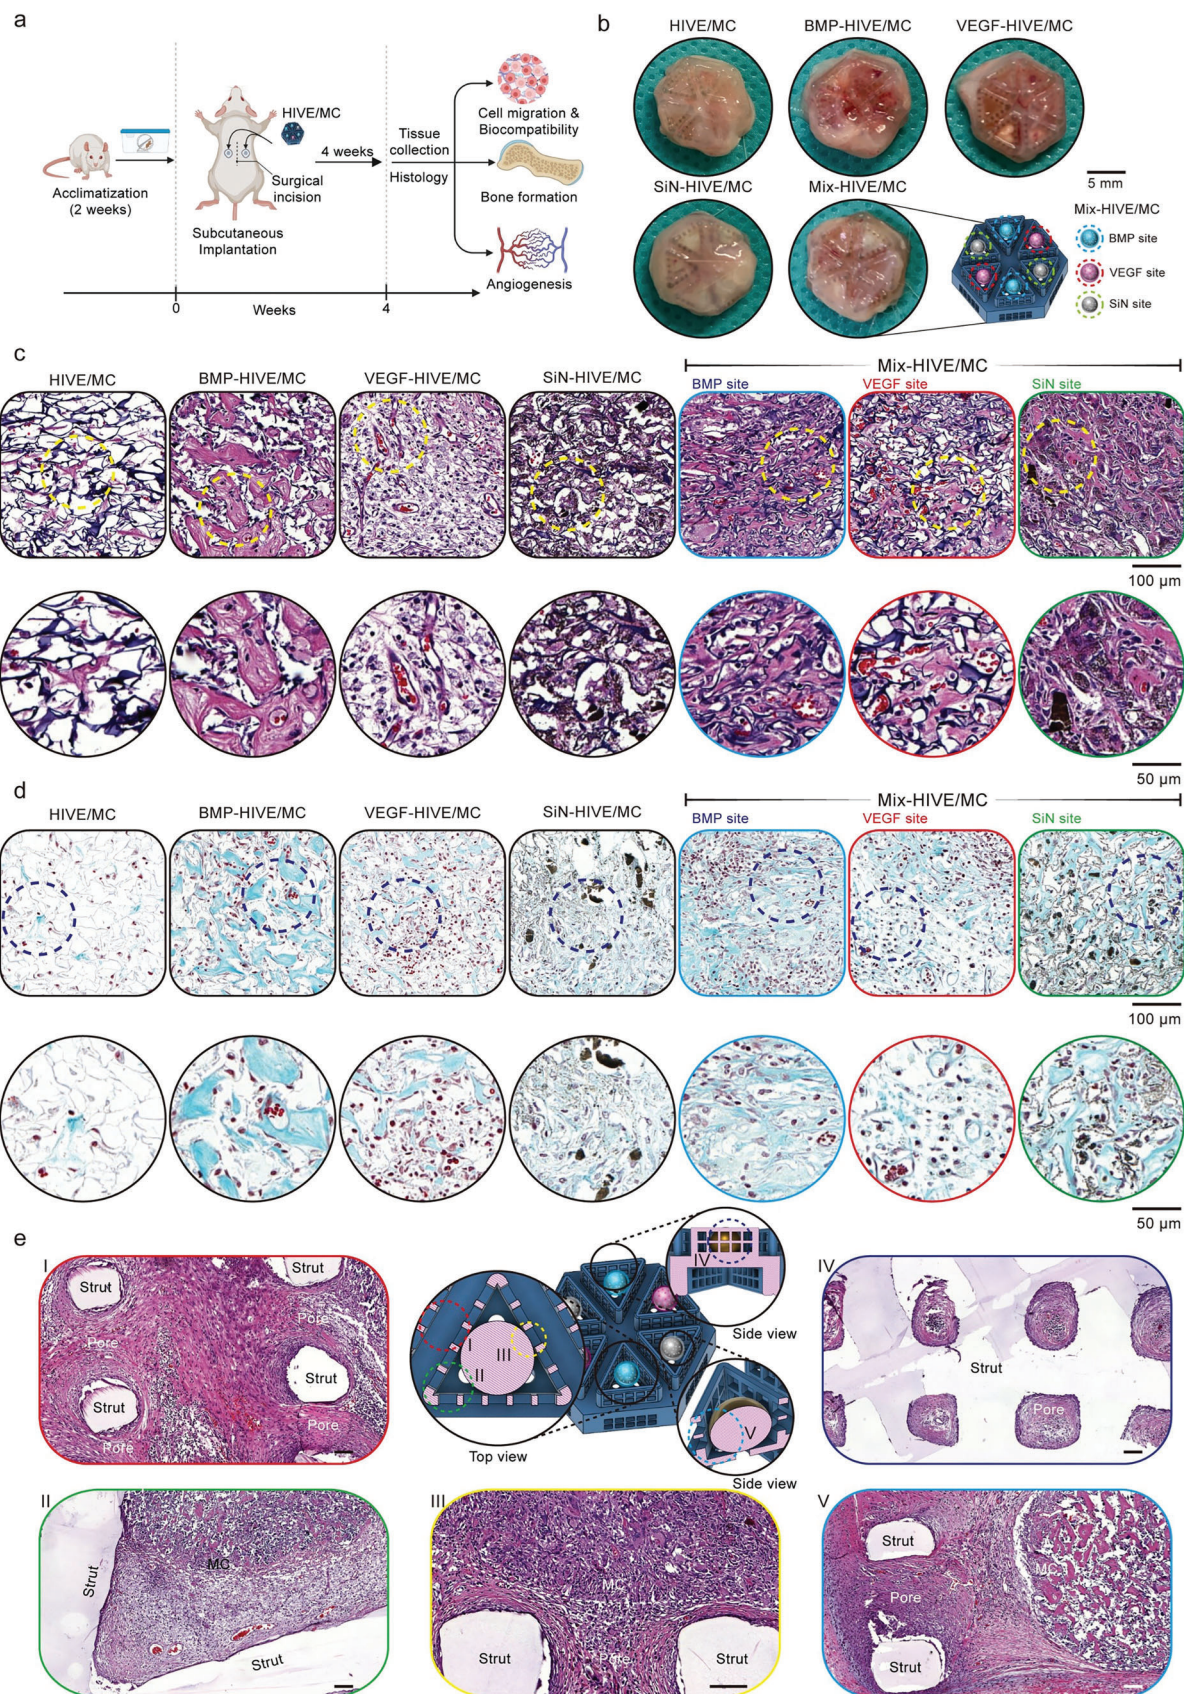 a
HIVE/MC
Acclimatization
(2 weeks)
Surgical
incision
Subcutaneous
Implantation
4 weeks
Tissue
collection
Histology
Cell migration &
Biocompatibility
Bone formation
Angiogenesis
0
Weeks
4
b
HIVE/MC
BMP-HIVE/MC
VEGF-HIVE/MC
5 mm
SiN-HIVE/MC
Mix-HIVE/MC
Mix-HIVE/MC
BMP site
VEGF site
SiN site
c
HIVE/MC
BMP-HIVE/MC
VEGF-HIVE/MC
SiN-HIVE/MC
Mix-HIVE/MC
BMP site
VEGF site
SiN site
100 µm
50 µm
d
HIVE/MC
BMP-HIVE/MC
VEGF-HIVE/MC
SiN-HIVE/MC
Mix-HIVE/MC
BMP site
VEGF site
SiN site
100 µm
50 µm
e
I
Strut
Strut
Pore
Pore
Strut
Strut
Pore
Pore
I
II
III
Top view
IV
Side view
V
Side view
IV
Strut
Pore
II
MC
Strut
Strut
III
MC
Pore
Strut
Strut
V
Strut
MC
Pore
Strut